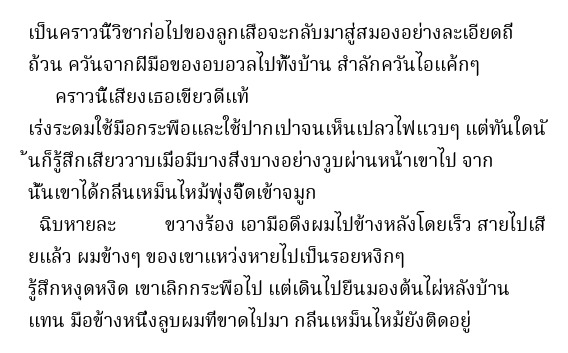 เป็นคราวนี้วิชาก่อไปของลูกเสือจะกลับมาสู่สมองอย่างละเอียดถี่
ถ้วน ควันจากฝีมือของอบอวลไปทั้งบ้าน สำลักควันไอแค้กๆ
คราวนี้เสียงเธอเขียวดีแท้
เร่งระดมใช้มือกระพือและใช้ปากเปาจนเห็นเปลวไฟแวบๆ แต่ทันใดนั
้นก็รู้สึกเสียววาบเมื่อมีบางสิ่งบางอย่างวูบผ่านหน้าเขาไป จาก
นั้นเขาได้กลิ่นเหม็นไหม้พุ่งจี๊ดเข้าจมูก
ฉิบหายละ ขวางร้อง เอามือดึงผมไปข้างหลังโดยเร็ว สายไปเสี
ยแล้ว ผมข้างๆ ของเขาแหว่งหายไปเป็นรอยหงิกๆ
รู้สึกหงุดหงิด เขาเลิกกระพือไป แต่เดินไปยืนมองต้นไผ่หลังบ้าน
แทน มือข้างหนึ่งลูบผมที่ขาดไปมา กลิ่นเหม็นไหม้ยังติดอยู่